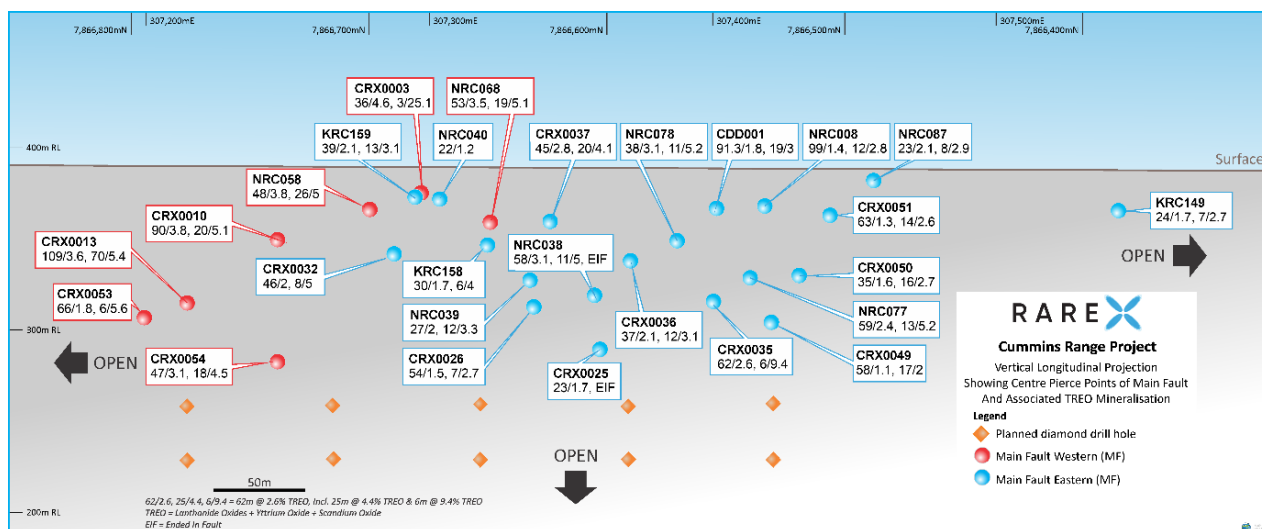 307,200mE
307,300mE
307,400mE
307,500mE
7,866,800mN
7,866,700mN
7,866,600mN
7,866,500mN
7,866,400mN
CRX0003
36/4.6, 3/25.1
NRC068
53/3.5, 19/5.1
KRC159
39/2.1, 13/3.1
NRC040
22/1.2
CRX0037
45/2.8, 20/4.1
NRC078
38/3.1, 11/5.2
CDD001
91.3/1.8, 19/3
NRC008
99/1.4, 12/2.8
NRC087
23/2.1, 8/2.9
400m RL
Surface
NRC058
48/3.8, 26/5
CRX0010
90/3.8, 20/5.1
CRX0013
109/3.6, 70/5.4
CRX0053
66/1.8, 6/5.6
CRX0032
46/2, 8/5
KRC158
30/1.7, 6/4
NRC038
58/3.1, 11/5, EIF
CRX0051
63/1.3, 14/2.6
KRC149
24/1.7, 7/2.7
OPEN
CRX0050
35/1.6, 16/2.7
NRC039
27/2, 12/3.3
CRX0036
37/2.1, 12/3.1
NRC077
59/2.4, 13/5.2
300m RL
OPEN
CRX0054
47/3.1, 18/4.5
CRX0026
54/1.5, 7/2.7
CRX0025
23/1.7, EIF
CRX0035
62/2.6, 6/9.4
CRX0049
58/1.1, 17/2
RAREX
Cummins Range Project
Vertical Longitudinal Projection
Showing Centre Pierce Points of Main Fault
And Associated TREO Mineralisation
Legend
Planned diamond drill hole
Main Fault Western (MF)
Main Fault Eastern (MF)
OPEN
50m
62/2.6, 25/4.4, 6/9.4 = 62m @ 2.6% TREO, Incl. 25m @ 4.4% TREO & 6m @ 9.4% TREO
TREO = Lanthanide Oxides + Yttrium Oxide + Scandium Oxide
EIF = Ended In Fault
200m RL